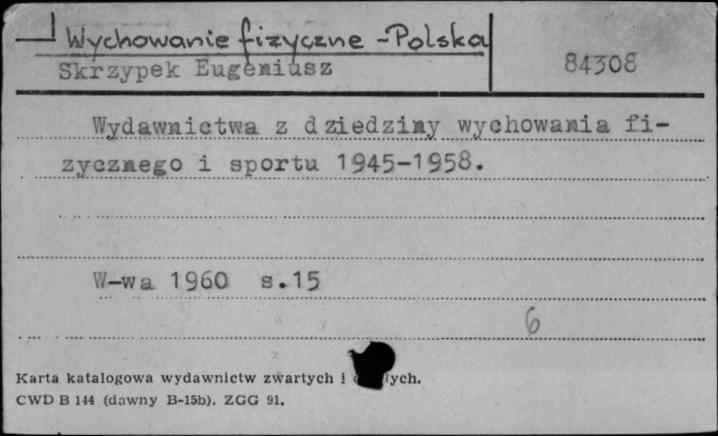 Wychowanie fizyczne - Polska
Skrzypek Eugeniusz 84308
Wydawnictwa z dziedziny wychowania fi-
zycznego i sportu 1945-1958.
W-wa 1960 s.15
6
Karta katalogowa wydawnictw zwartych i
CWD B 144 (dawny B-15b). ZGG 91.